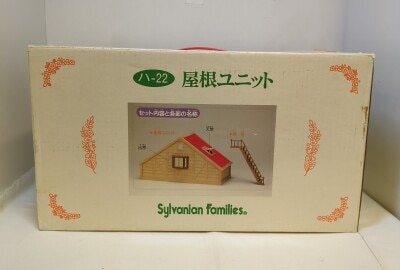 ハ-22 屋根ユニット
セット内容と各部の名称
Sylvanian Families®